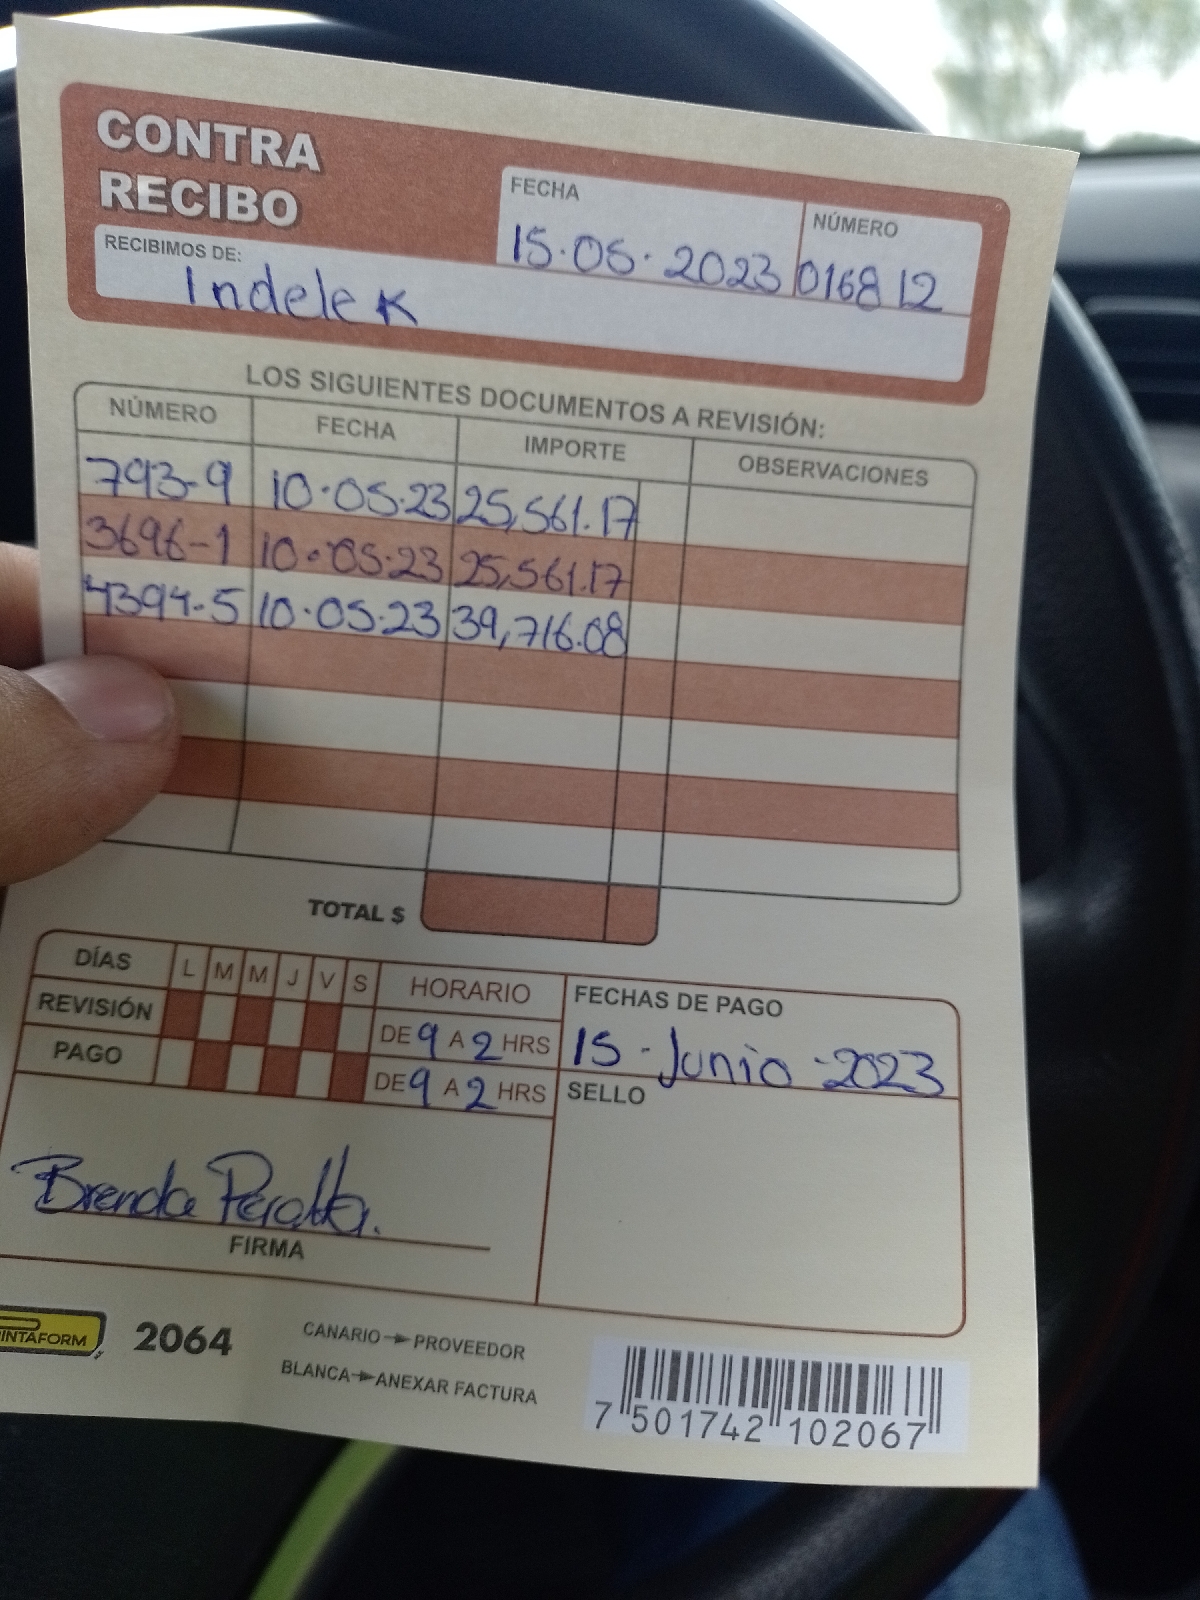 CONTRA
RECIBO
FECHA
NÚMERO
15.05.2023
016812
RECIBIMOS DE:
Indelek
LOS SIGUIENTES DOCUMENTOS A REVISIÓN:
NÚMERO FECHA IMPORTE OBSERVACIONES
793-9 10.05.23 25,561.17
3696-1 10.05.23 25,561.17
4394-5 10.05.23 39,716.08
TOTAL $
DÍAS L M M J V S HORARIO
REVISIÓN DE 9 A 2 HRS
PAGO DE 9 A 2 HRS
FECHAS DE PAGO
15-Junio-2023
SELLO
Brenda Peralta.
FIRMA
INTAFORM
2064
CANARIO PROVEEDOR
BLANCA ANEXAR FACTURA
7 501742 102067